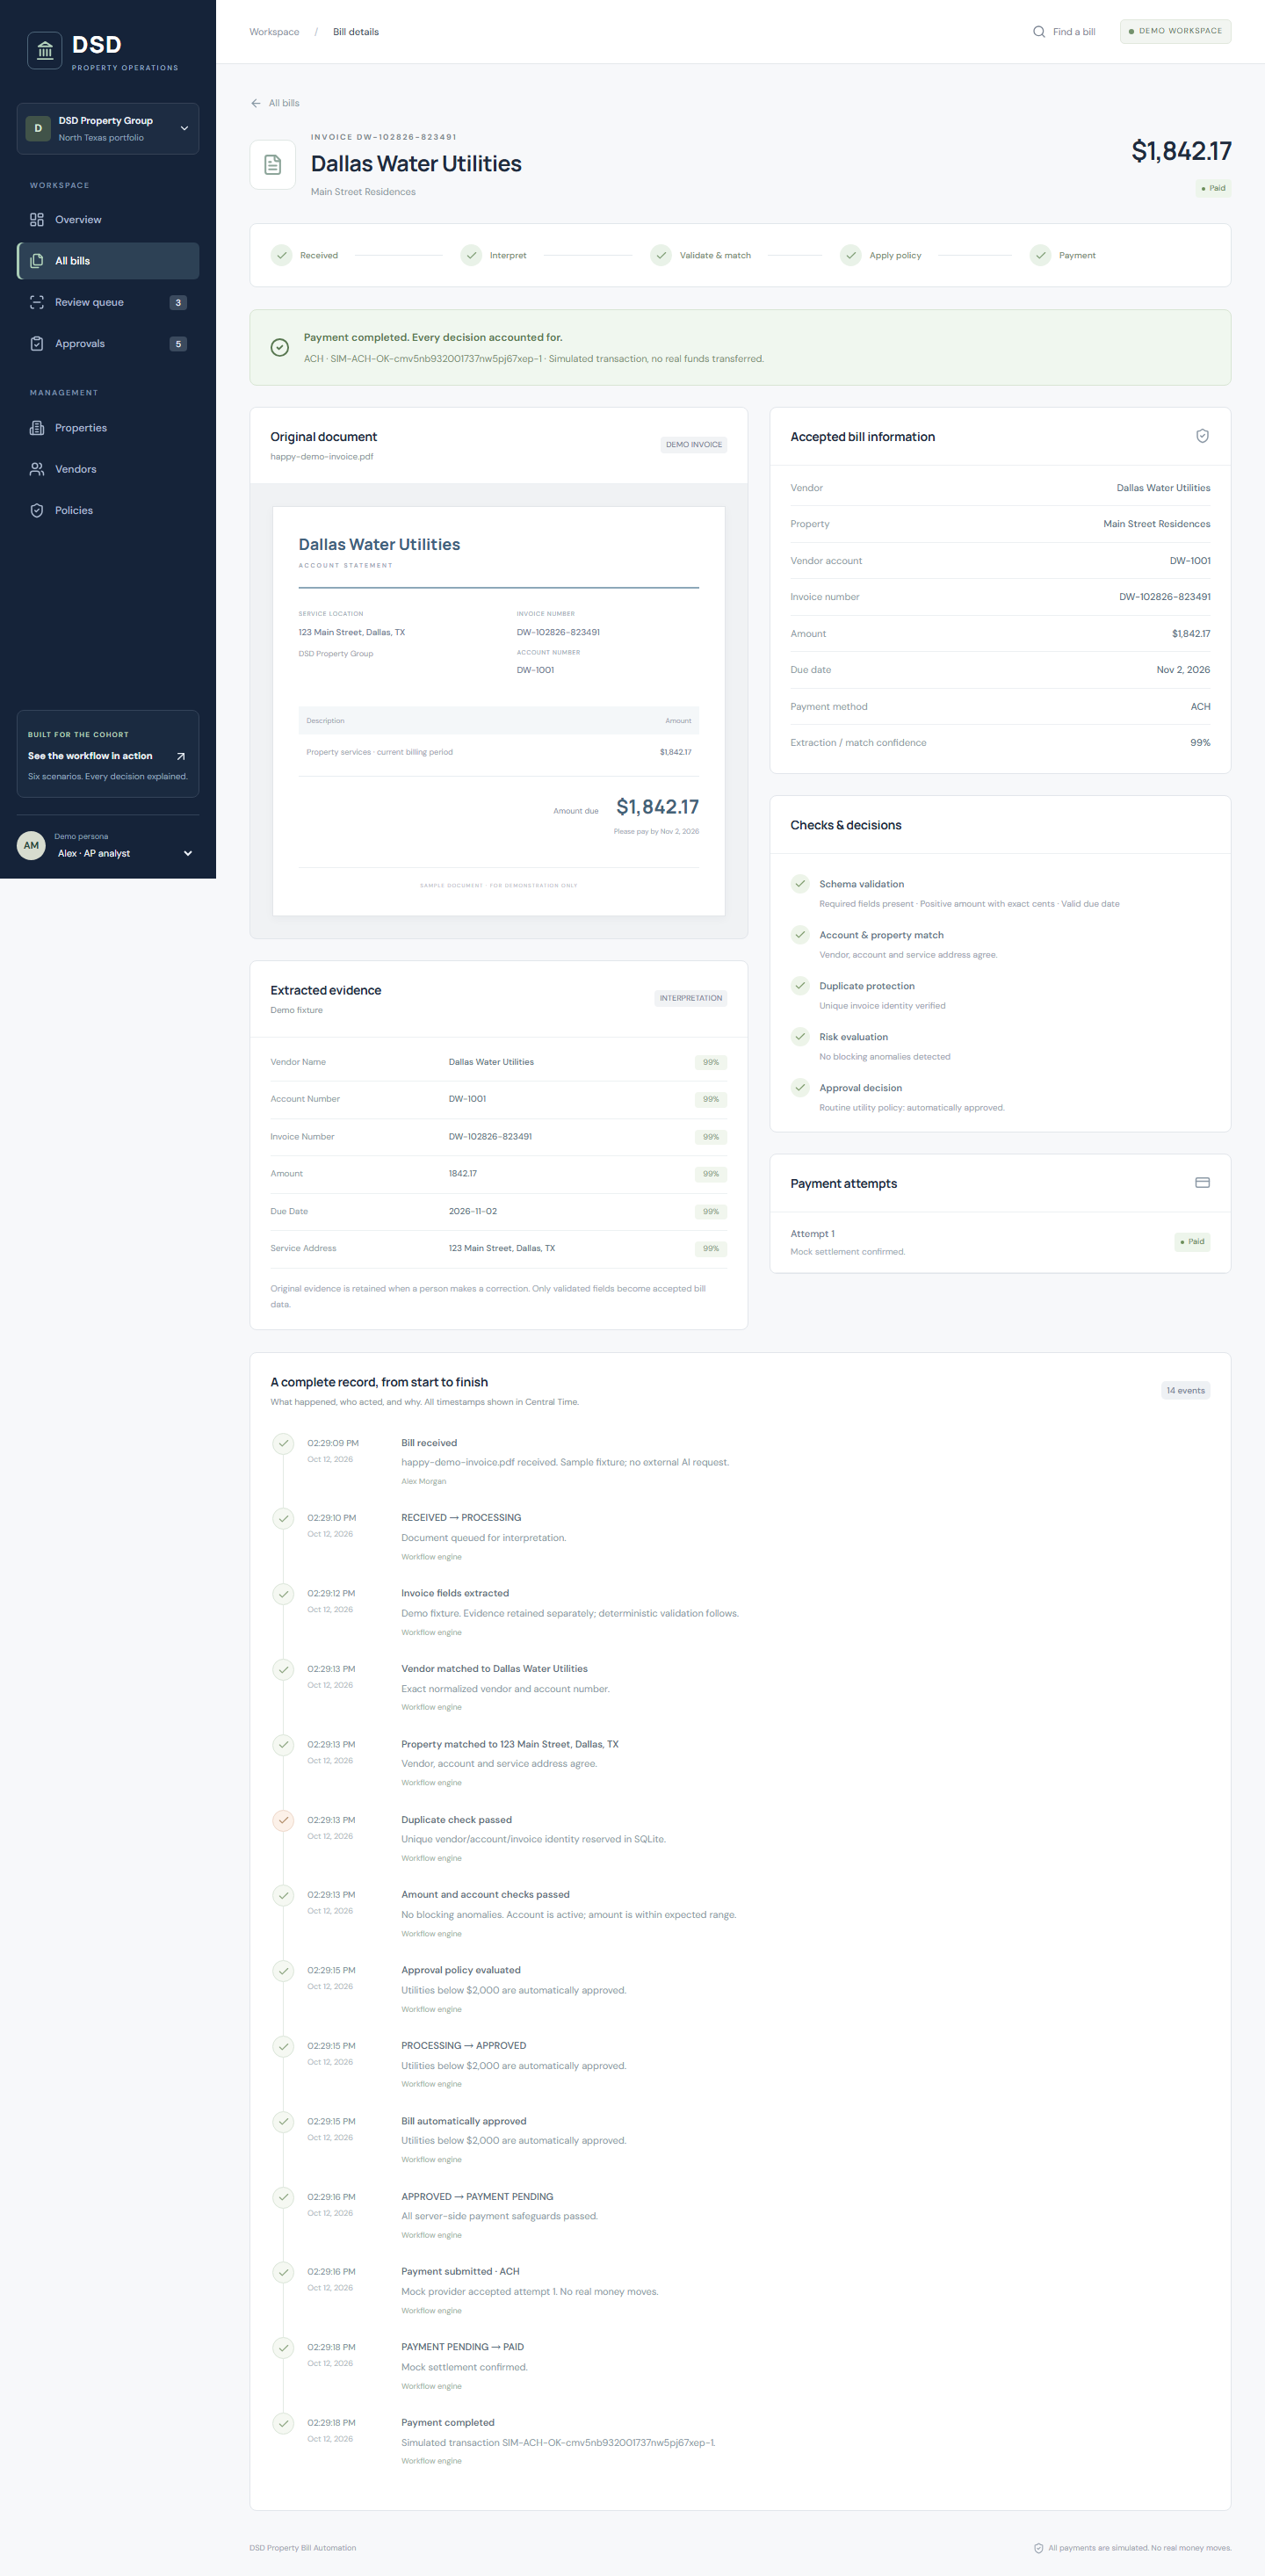 DSD
PROPERTY OPERATIONS
D
DSD Property Group
North Texas portfolio
WORKSPACE
Overview
All bills
Review queue 3
Approvals 5
MANAGEMENT
Properties
Vendors
Policies
BUILT FOR THE COHORT
See the workflow in action
Six scenarios. Every decision explained.
AM
Demo persona
Alex · AP analyst
Workspace / Bill details
Find a bill
DEMO WORKSPACE
All bills
INVOICE DW-102826-823491
Dallas Water Utilities
Main Street Residences
$1,842.17
Paid
Received
Interpret
Validate & match
Apply policy
Payment
Payment completed. Every decision accounted for.
ACH · SIM-ACH-OK-cmv5nb932001737nw5pj67xep-1 · Simulated transaction, no real funds transferred.
Original document
happy-demo-invoice.pdf
DEMO INVOICE
Dallas Water Utilities
ACCOUNT STATEMENT
SERVICE LOCATION
123 Main Street, Dallas, TX
DSD Property Group
INVOICE NUMBER
DW-102826-823491
ACCOUNT NUMBER
DW-1001
Description Amount
Property services · current billing period $1,842.17
Amount due $1,842.17
Please pay by Nov 2, 2026
SAMPLE DOCUMENT · FOR DEMONSTRATION ONLY
Extracted evidence
Demo fixture
INTERPRETATION
Vendor Name Dallas Water Utilities 99%
Account Number DW-1001 99%
Invoice Number DW-102826-823491 99%
Amount 1842.17 99%
Due Date 2026-11-02 99%
Service Address 123 Main Street, Dallas, TX 99%
Original evidence is retained when a person makes a correction. Only validated fields become accepted bill
data.
Accepted bill information
Vendor Dallas Water Utilities
Property Main Street Residences
Vendor account DW-1001
Invoice number DW-102826-823491
Amount $1,842.17
Due date Nov 2, 2026
Payment method ACH
Extraction / match confidence 99%
Checks & decisions
Schema validation
Required fields present · Positive amount with exact cents · Valid due date
Account & property match
Vendor, account and service address agree.
Duplicate protection
Unique invoice identity verified
Risk evaluation
No blocking anomalies detected
Approval decision
Routine utility policy: automatically approved.
Payment attempts
Attempt 1
Mock settlement confirmed.
Paid
A complete record, from start to finish
What happened, who acted, and why. All timestamps shown in Central Time.
14 events
02:29:09 PM Bill received
Oct 12, 2026 happy-demo-invoice.pdf received. Sample fixture; no external AI request.
Alex Morgan
02:29:10 PM RECEIVED → PROCESSING
Oct 12, 2026 Document queued for interpretation.
Workflow engine
02:29:12 PM Invoice fields extracted
Oct 12, 2026 Demo fixture. Evidence retained separately; deterministic validation follows.
Workflow engine
02:29:13 PM Vendor matched to Dallas Water Utilities
Oct 12, 2026 Exact normalized vendor and account number.
Workflow engine
02:29:13 PM Property matched to 123 Main Street, Dallas, TX
Oct 12, 2026 Vendor, account and service address agree.
Workflow engine
02:29:13 PM Duplicate check passed
Oct 12, 2026 Unique vendor/account/invoice identity reserved in SQLite.
Workflow engine
02:29:13 PM Amount and account checks passed
Oct 12, 2026 No blocking anomalies. Account is active; amount is within expected range.
Workflow engine
02:29:15 PM Approval policy evaluated
Oct 12, 2026 Utilities below $2,000 are automatically approved.
Workflow engine
02:29:15 PM PROCESSING → APPROVED
Oct 12, 2026 Utilities below $2,000 are automatically approved.
Workflow engine
02:29:15 PM Bill automatically approved
Oct 12, 2026 Utilities below $2,000 are automatically approved.
Workflow engine
02:29:16 PM APPROVED → PAYMENT PENDING
Oct 12, 2026 All server-side payment safeguards passed.
Workflow engine
02:29:16 PM Payment submitted · ACH
Oct 12, 2026 Mock provider accepted attempt 1. No real money moves.
Workflow engine
02:29:18 PM PAYMENT PENDING → PAID
Oct 12, 2026 Mock settlement confirmed.
Workflow engine
02:29:18 PM Payment completed
Oct 12, 2026 Simulated transaction SIM-ACH-OK-cmv5nb932001737nw5pj67xep-1.
Workflow engine
DSD Property Bill Automation
All payments are simulated. No real money moves.